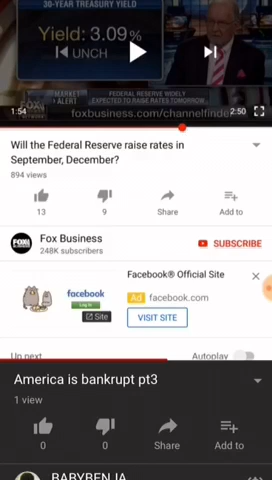 30-YEAR TREASURY YIELD
Yield: 3.09%
UNCH
MARKET ALERT
FEDERAL RESERVE WIDELY
EXPECTED TO RAISE RATES TOMORROW
1:54
FOX
foxbusiness.com/channelfinder
2:50
Will the Federal Reserve raise rates in
September, December?
894 views
13
9
Share
Add to
FOX
Fox Business
248K subscribers
SUBSCRIBE
Facebook® Official Site
facebook
Log In
Site
Ad facebook.com
VISIT SITE
Up next
Autoplay
America is bankrupt pt3
1 view
0
0
Share
Add to
BABYBENJA